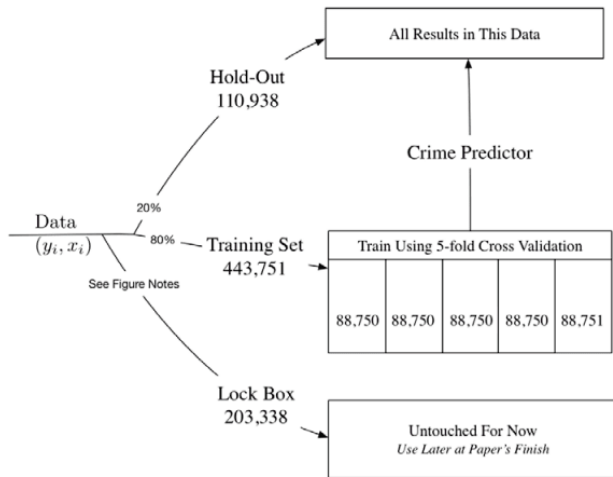 All Results in This Data
Hold-Out
110,938
Crime Predictor
20%
Data
(y_i, x_i)
80%
Training Set
443,751
Train Using 5-fold Cross Validation
88,750 88,750 88,750 88,750 88,751
See Figure Notes
Lock Box
203,338
Untouched For Now
Use Later at Paper's Finish